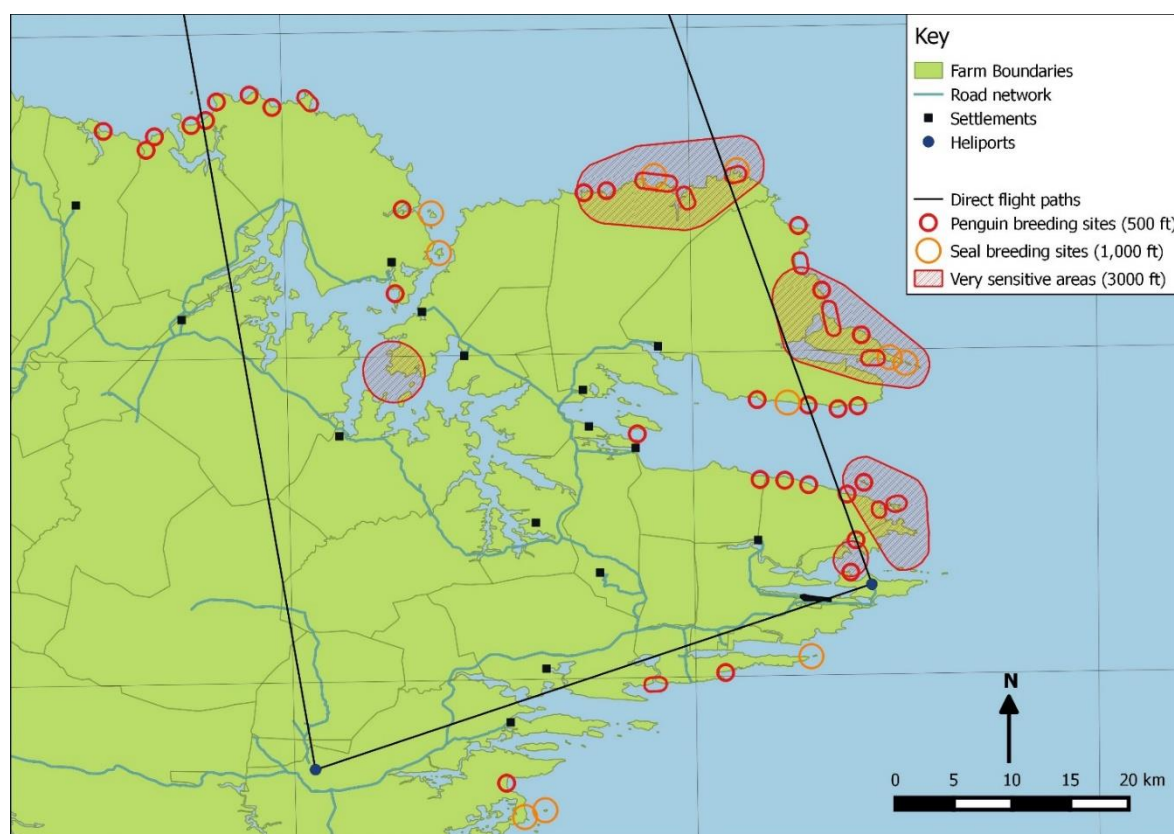 Key
Farm Boundaries
Road network
Settlements
Heliports
Direct flight paths
Penguin breeding sites (500 ft)
Seal breeding sites (1,000 ft)
Very sensitive areas (3000 ft)
N
0 5 10 15 20 km